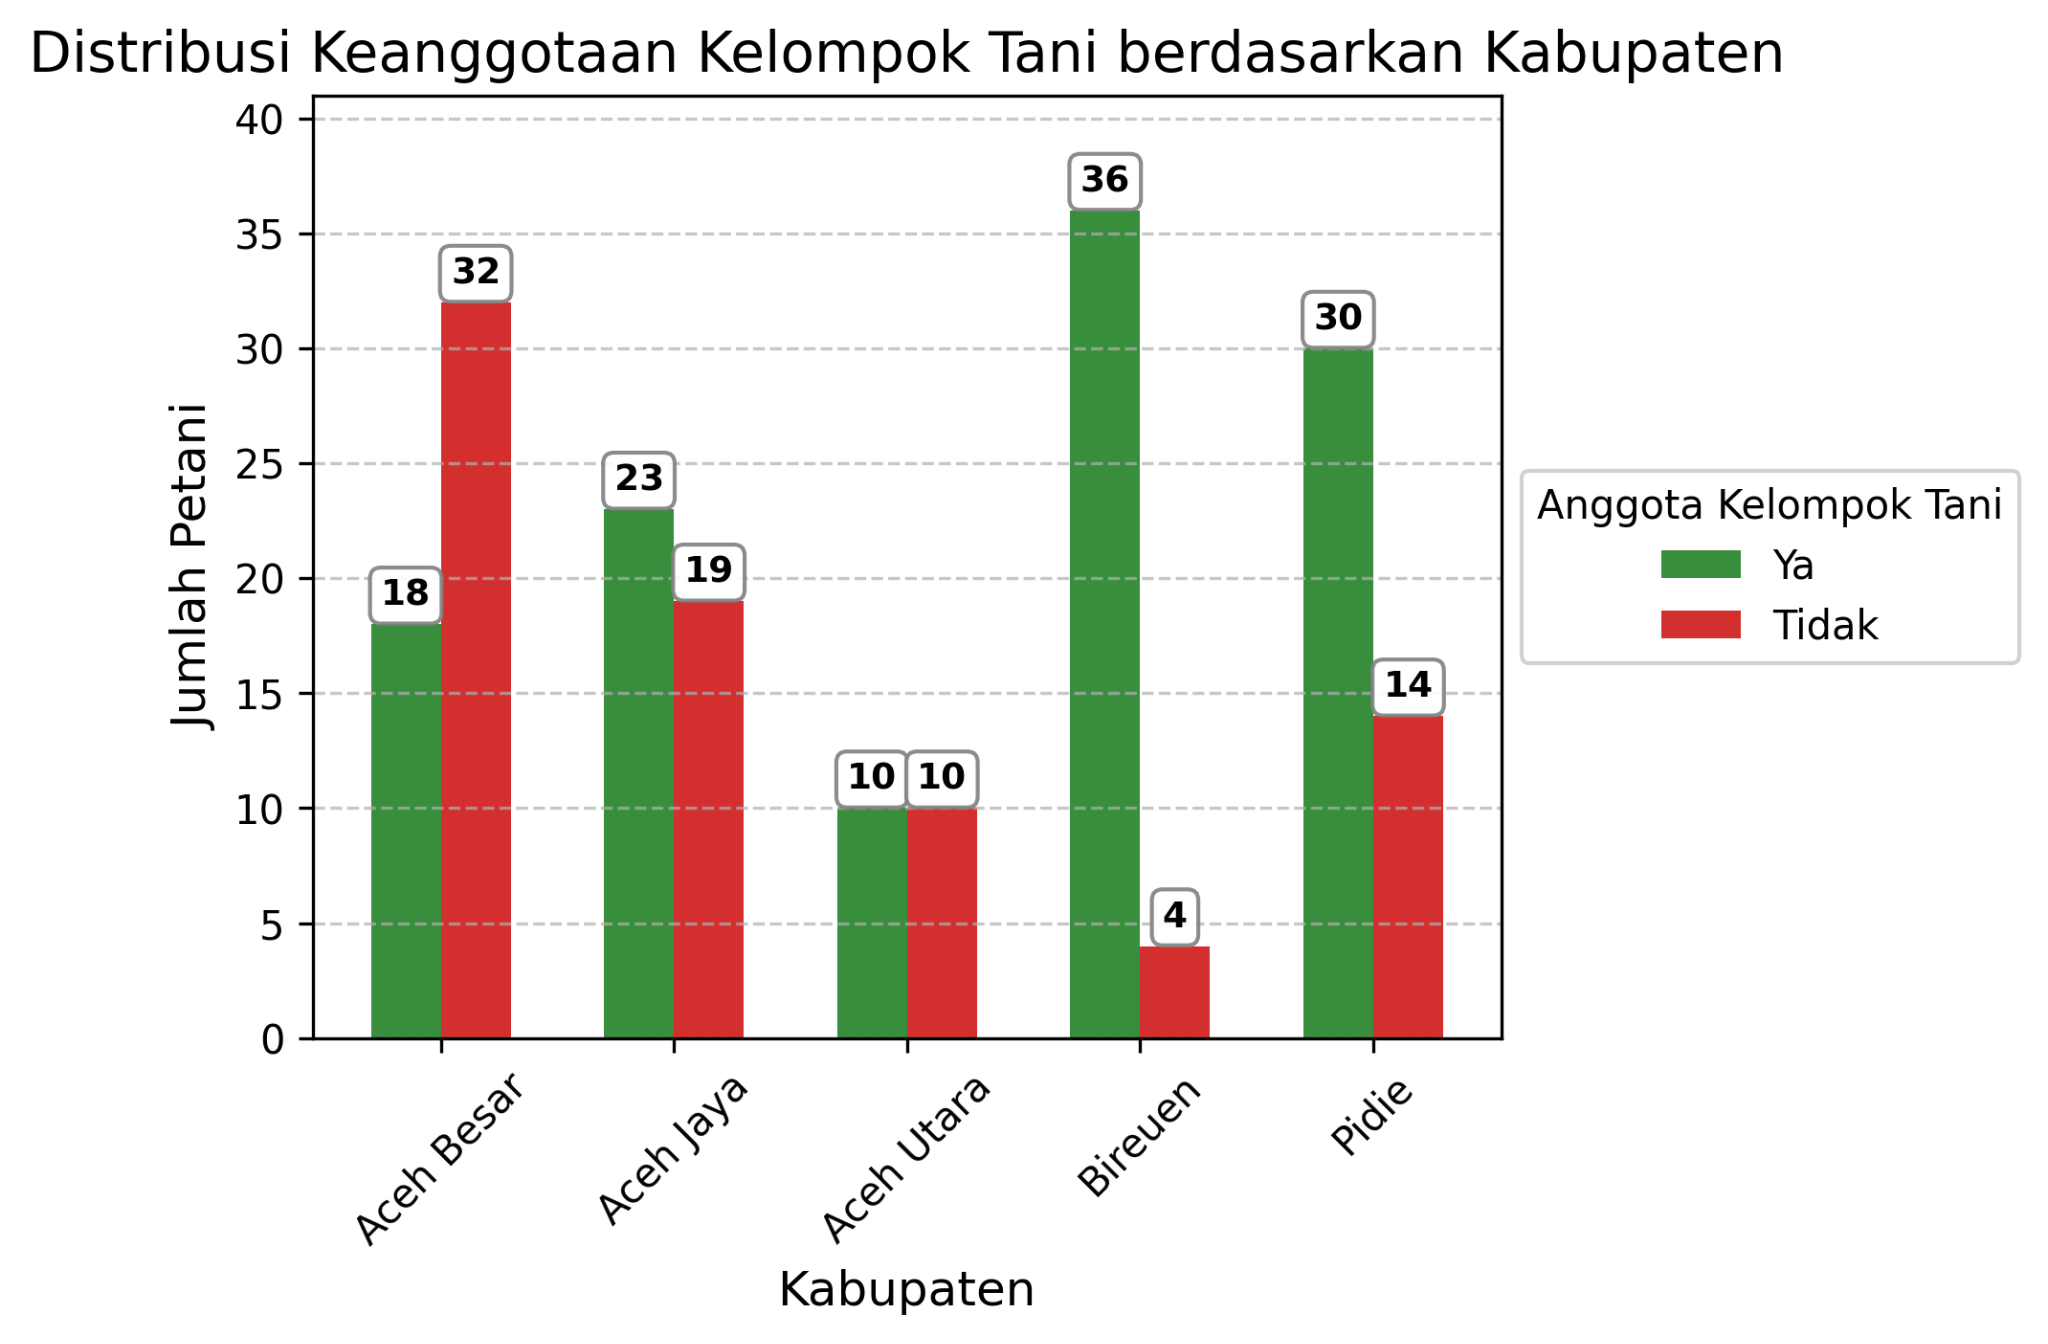 Distribusi Keanggotaan Kelompok Tani berdasarkan Kabupaten
Jumlah Petani
40
35
30
25
20
15
10
5
0
18
32
23
19
10
10
36
4
30
14
Aceh Besar
Aceh Jaya
Aceh Utara
Bireuen
Pidie
Kabupaten
Anggota Kelompok Tani
Ya
Tidak